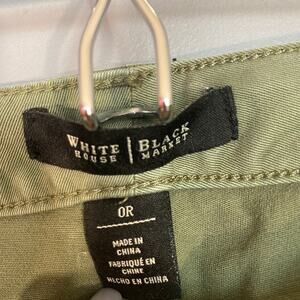 WHITE | BLACK
HOUSE | MARKET
0R
MADE IN
CHINA
FABRIQUÉ EN
CHINE
HECHO EN CHINA